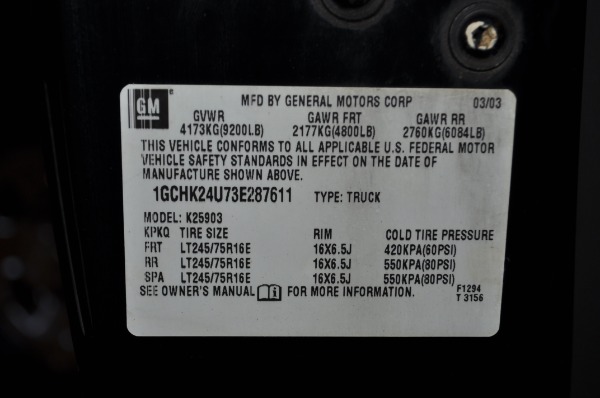 GM ® MFD BY GENERAL MOTORS CORP 03/03
GVWR GAWR FRT GAWR RR
4173KG(9200LB) 2177KG(4800LB) 2760KG(6084LB)
THIS VEHICLE CONFORMS TO ALL APPLICABLE U.S. FEDERAL MOTOR
VEHICLE SAFETY STANDARDS IN EFFECT ON THE DATE OF
MANUFACTURE SHOWN ABOVE.
1GCHK24U73E287611 TYPE: TRUCK
MODEL: K25903
KPKQ TIRE SIZE RIM COLD TIRE PRESSURE
FRT LT245/75R16E 16X6.5J 420KPA(60PSI)
RR LT245/75R16E 16X6.5J 550KPA(80PSI)
SPA LT245/75R16E 16X6.5J 550KPA(80PSI)
SEE OWNER'S MANUAL FOR MORE INFORMATION. F1294
T 3156